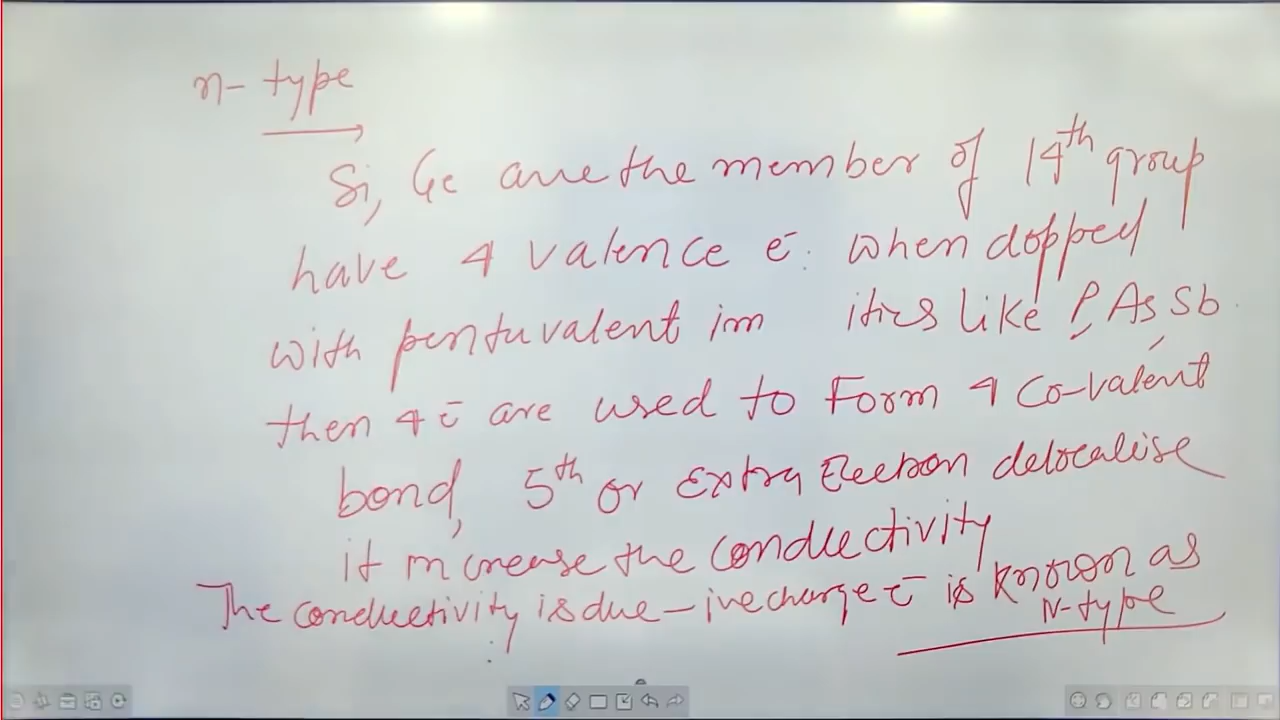 n- type
Si, Ge are the member of 14th group
have 4 valence e-. when dopped
with pentavalent im ities like P, As, Sb.
then 4 e- are used to Form 4 Co-valent
bond, 5th or extra Electron delocalise
it increase the conductivity
The conductivity is due -ive charge e- is known as
N-type